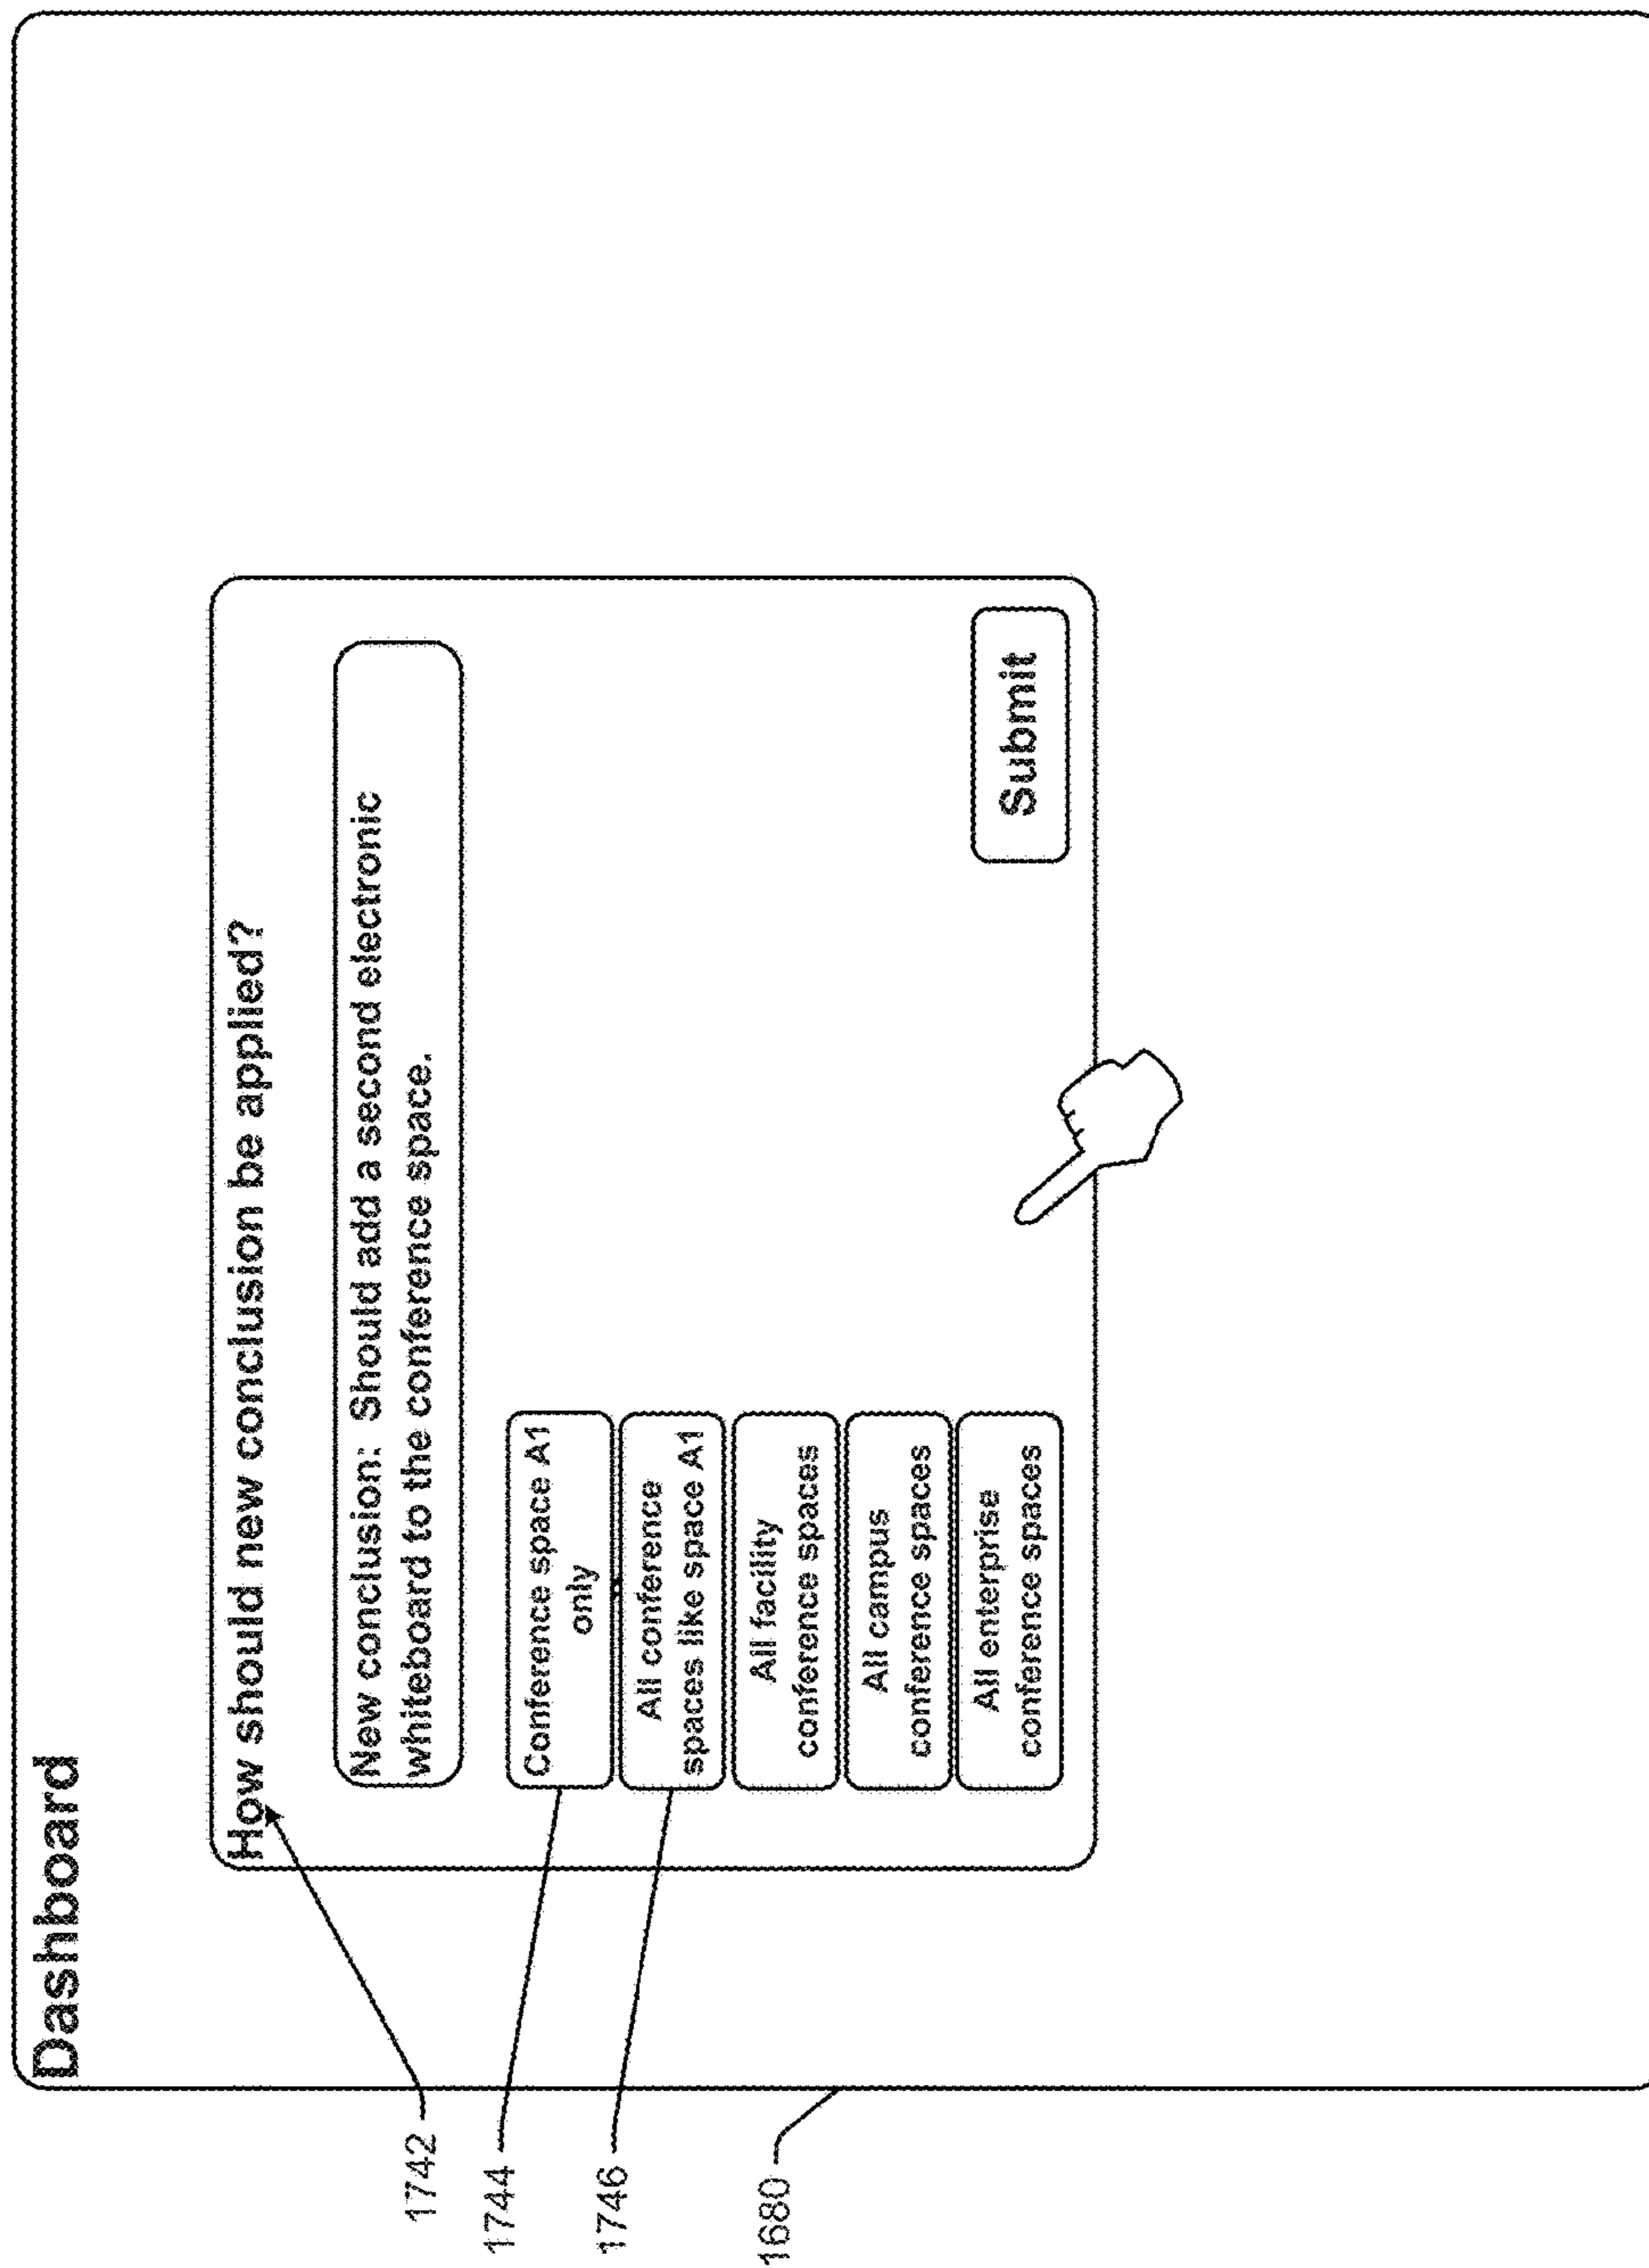 Dashboard
How should new conclusion be applied?
New conclusion: Should add a second electronic
whiteboard to the conference space.
Conference space A1
only
All conference
spaces like space A1
All facility
conference spaces
All campus
conference spaces
All enterprise
conference spaces
Submit
1742
1744
1746
1680